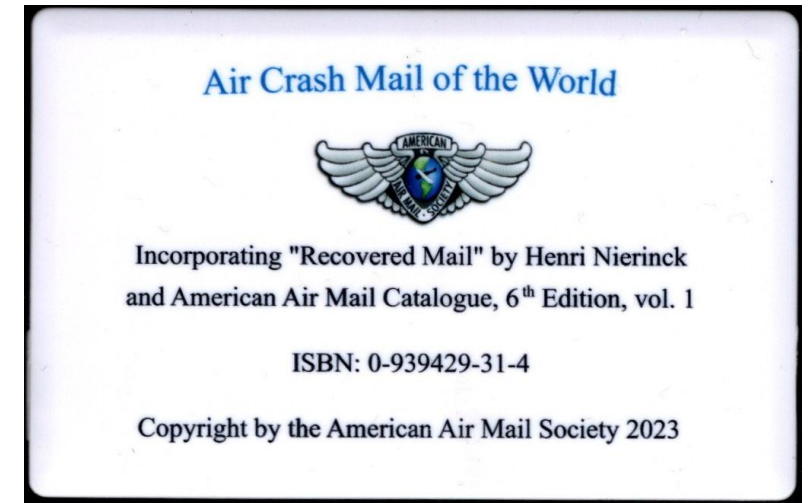 Air Crash Mail of the World
AMERICAN
AIR MAIL · SOCIETY
Incorporating "Recovered Mail" by Henri Nierinck
and American Air Mail Catalogue, 6th Edition, vol. 1
ISBN: 0-939429-31-4
Copyright by the American Air Mail Society 2023